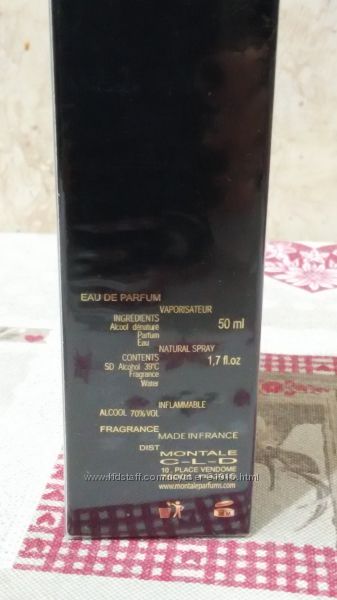 EAU DE PARFUM
VAPORISATEUR
INGREDIENTS
50 ml
Alcool dénaturé
Parfum
Eau
NATURAL SPRAY
CONTENTS
1,7 fl.oz
SD Alcohol 39°C
Fragrance
Water
INFLAMMABLE
ALCOOL 70% VOL
FRAGRANCE
MADE IN FRANCE
DIST
MONTALE
C-L-D
10, PLACE VENDOME
www.montaleparfums.com